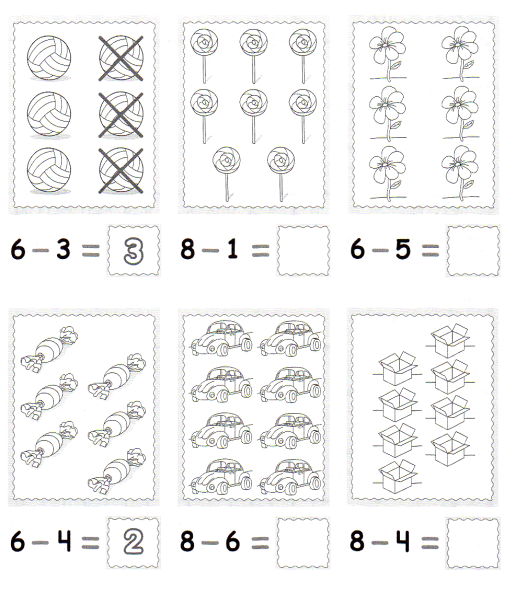 6 – 3 = 3
8 – 1 =
6 – 5 =
6 – 4 = 2
8 – 6 =
8 – 4 =